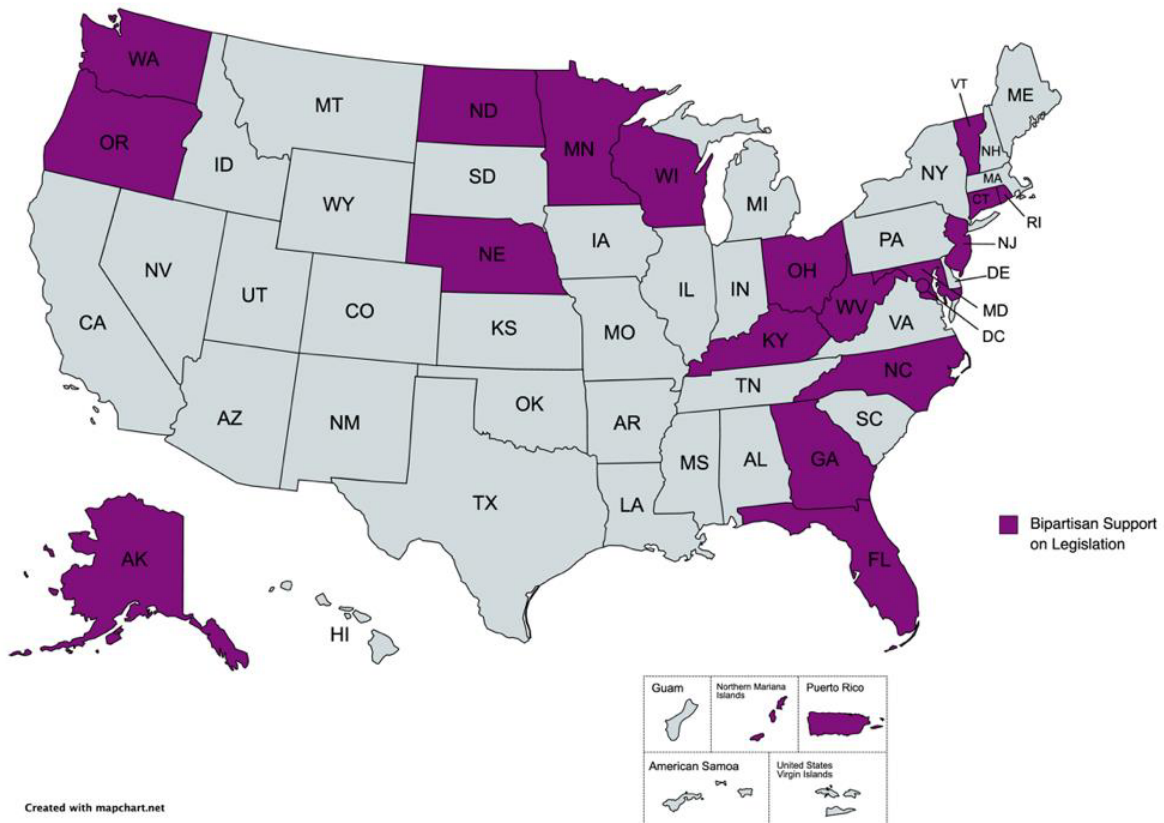 WA
MT
ND
MN
VT
ME
OR
ID
SD
WI
NH
NY
MA
WY
MI
CT
RI
IA
PA
NJ
NE
NV
UT
OH
DE
IL
IN
CA
CO
WV
MD
KS
MO
VA
DC
KY
NC
TN
OK
AZ
NM
AR
SC
MS
AL
GA
TX
LA
Bipartisan Support
on Legislation
AK
FL
HI
Guam
Northern Mariana
Islands
Puerto Rico
American Samoa
United States
Virgin Islands
Created with mapchart.net